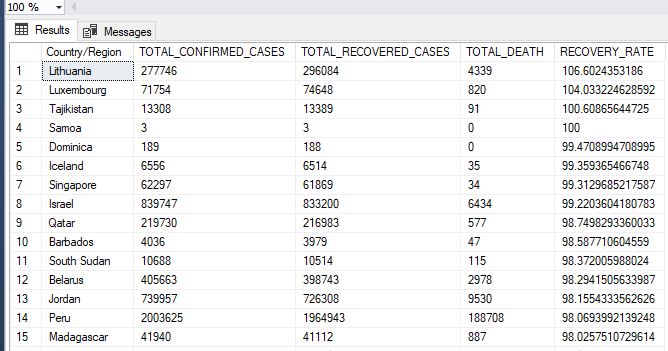 100 %
Results Messages
Country/Region TOTAL_CONFIRMED_CASES TOTAL_RECOVERED_CASES TOTAL_DEATH RECOVERY_RATE
1 Lithuania 277746 296084 4339 106.6024353186
2 Luxembourg 71754 74648 820 104.033224628592
3 Tajikistan 13308 13389 91 100.60865644725
4 Samoa 3 3 0 100
5 Dominica 189 188 0 99.4708994708995
6 Iceland 6556 6514 35 99.359365466748
7 Singapore 62297 61869 34 99.3129685217587
8 Israel 839747 833200 6434 99.2203604180783
9 Qatar 219730 216983 577 98.7498293360033
10 Barbados 4036 3979 47 98.587710604559
11 South Sudan 10688 10514 115 98.372005988024
12 Belarus 405663 398743 2978 98.2941505633987
13 Jordan 739957 726308 9530 98.1554333562626
14 Peru 2003625 1964943 188708 98.0693992139248
15 Madagascar 41940 41112 887 98.0257510729614